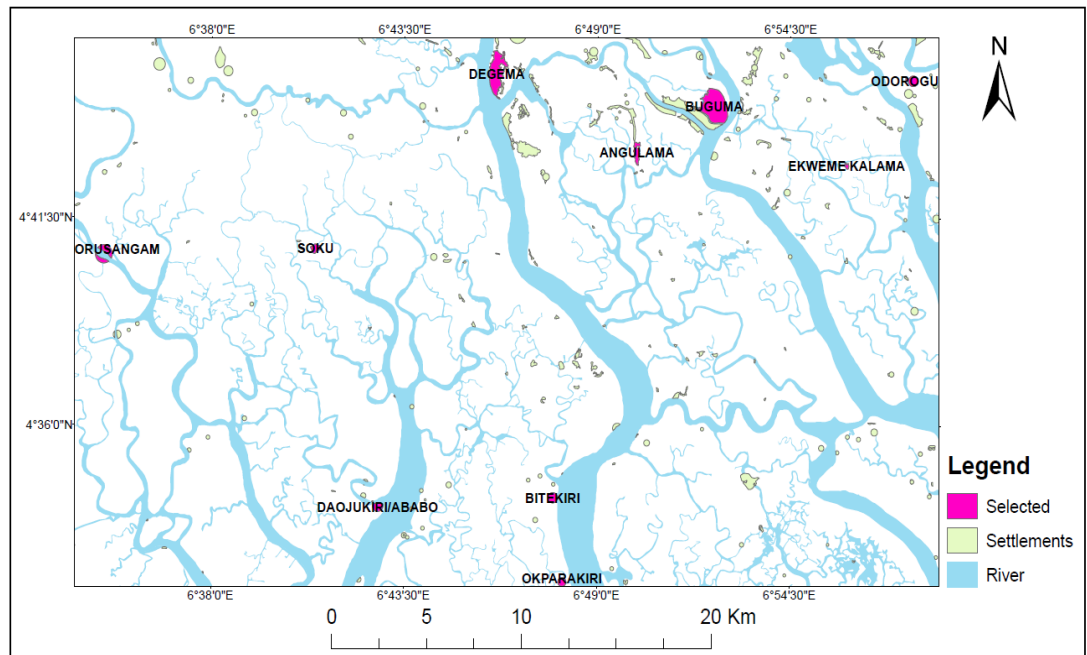 6°38'0"E 6°43'30"E 6°49'0"E 6°54'30"E
N
DEGEMA
ODOROGU
BUGUMA
ANGULAMA
EKWEME KALAMA
4°41'30"N
ORUSANGAM
SOKU
4°36'0"N
Legend
BITEKIRI
Selected
DAOJUKIRI/ABABO
Settlements
OKPARAKIRI
River
6°38'0"E 6°43'30"E 6°49'0"E 6°54'30"E
0 5 10 20 Km